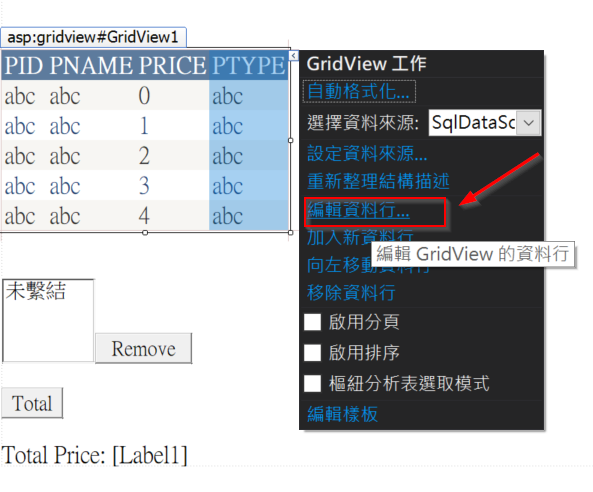 asp:gridview#GridView1
PID PNAME PRICE PTYPE
abc abc 0 abc
abc abc 1 abc
abc abc 2 abc
abc abc 3 abc
abc abc 4 abc
GridView 工作
自動格式化...
選擇資料來源: SqlDataSc
設定資料來源...
重新整理結構描述
編輯資料行...
加入新資料行...
編輯 GridView 的資料行
向左移動資料行
移除資料行
啟用分頁
啟用排序
樞紐分析表選取模式
編輯樣板
未繫結
Remove
Total
Total Price: [Label1]